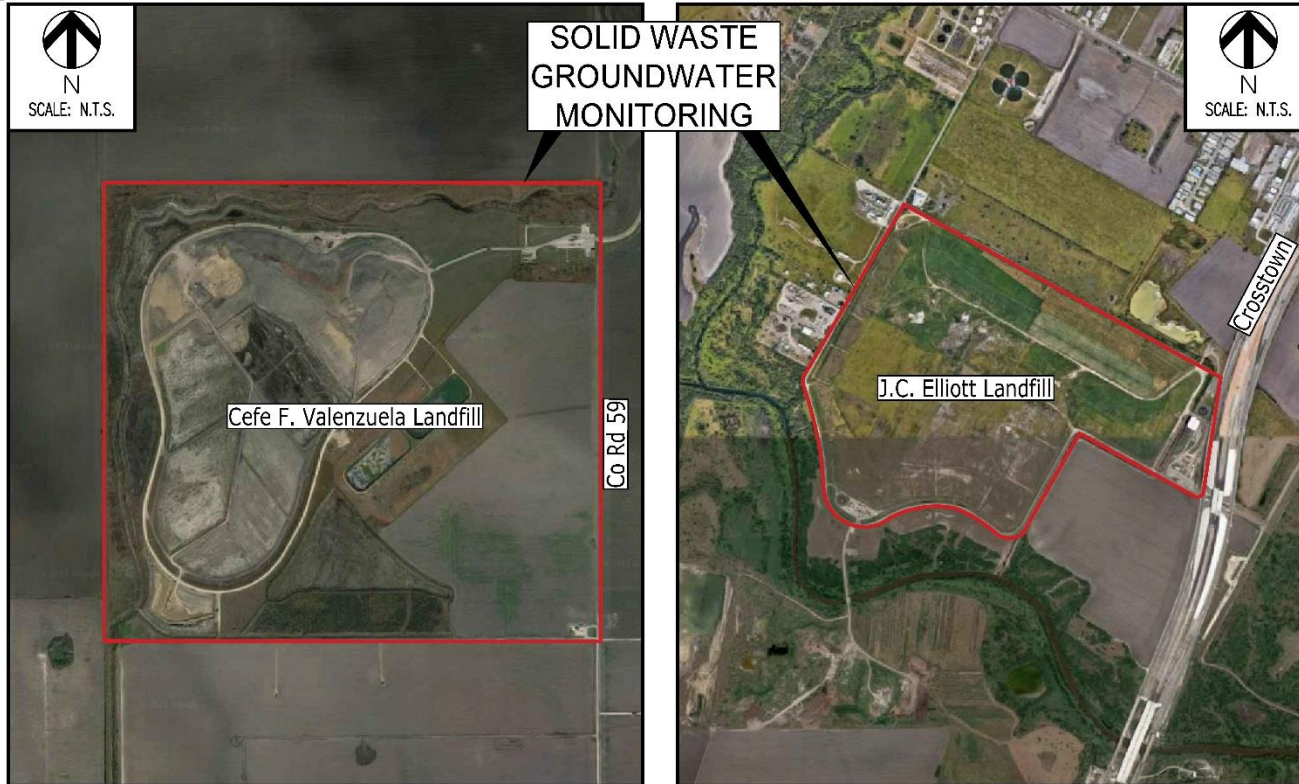 N
SCALE: N.T.S.
SOLID WASTE
GROUNDWATER
MONITORING
N
SCALE: N.T.S.
Cefe F. Valenzuela Landfill
Co Rd 59
J.C. Elliott Landfill
Crosstown